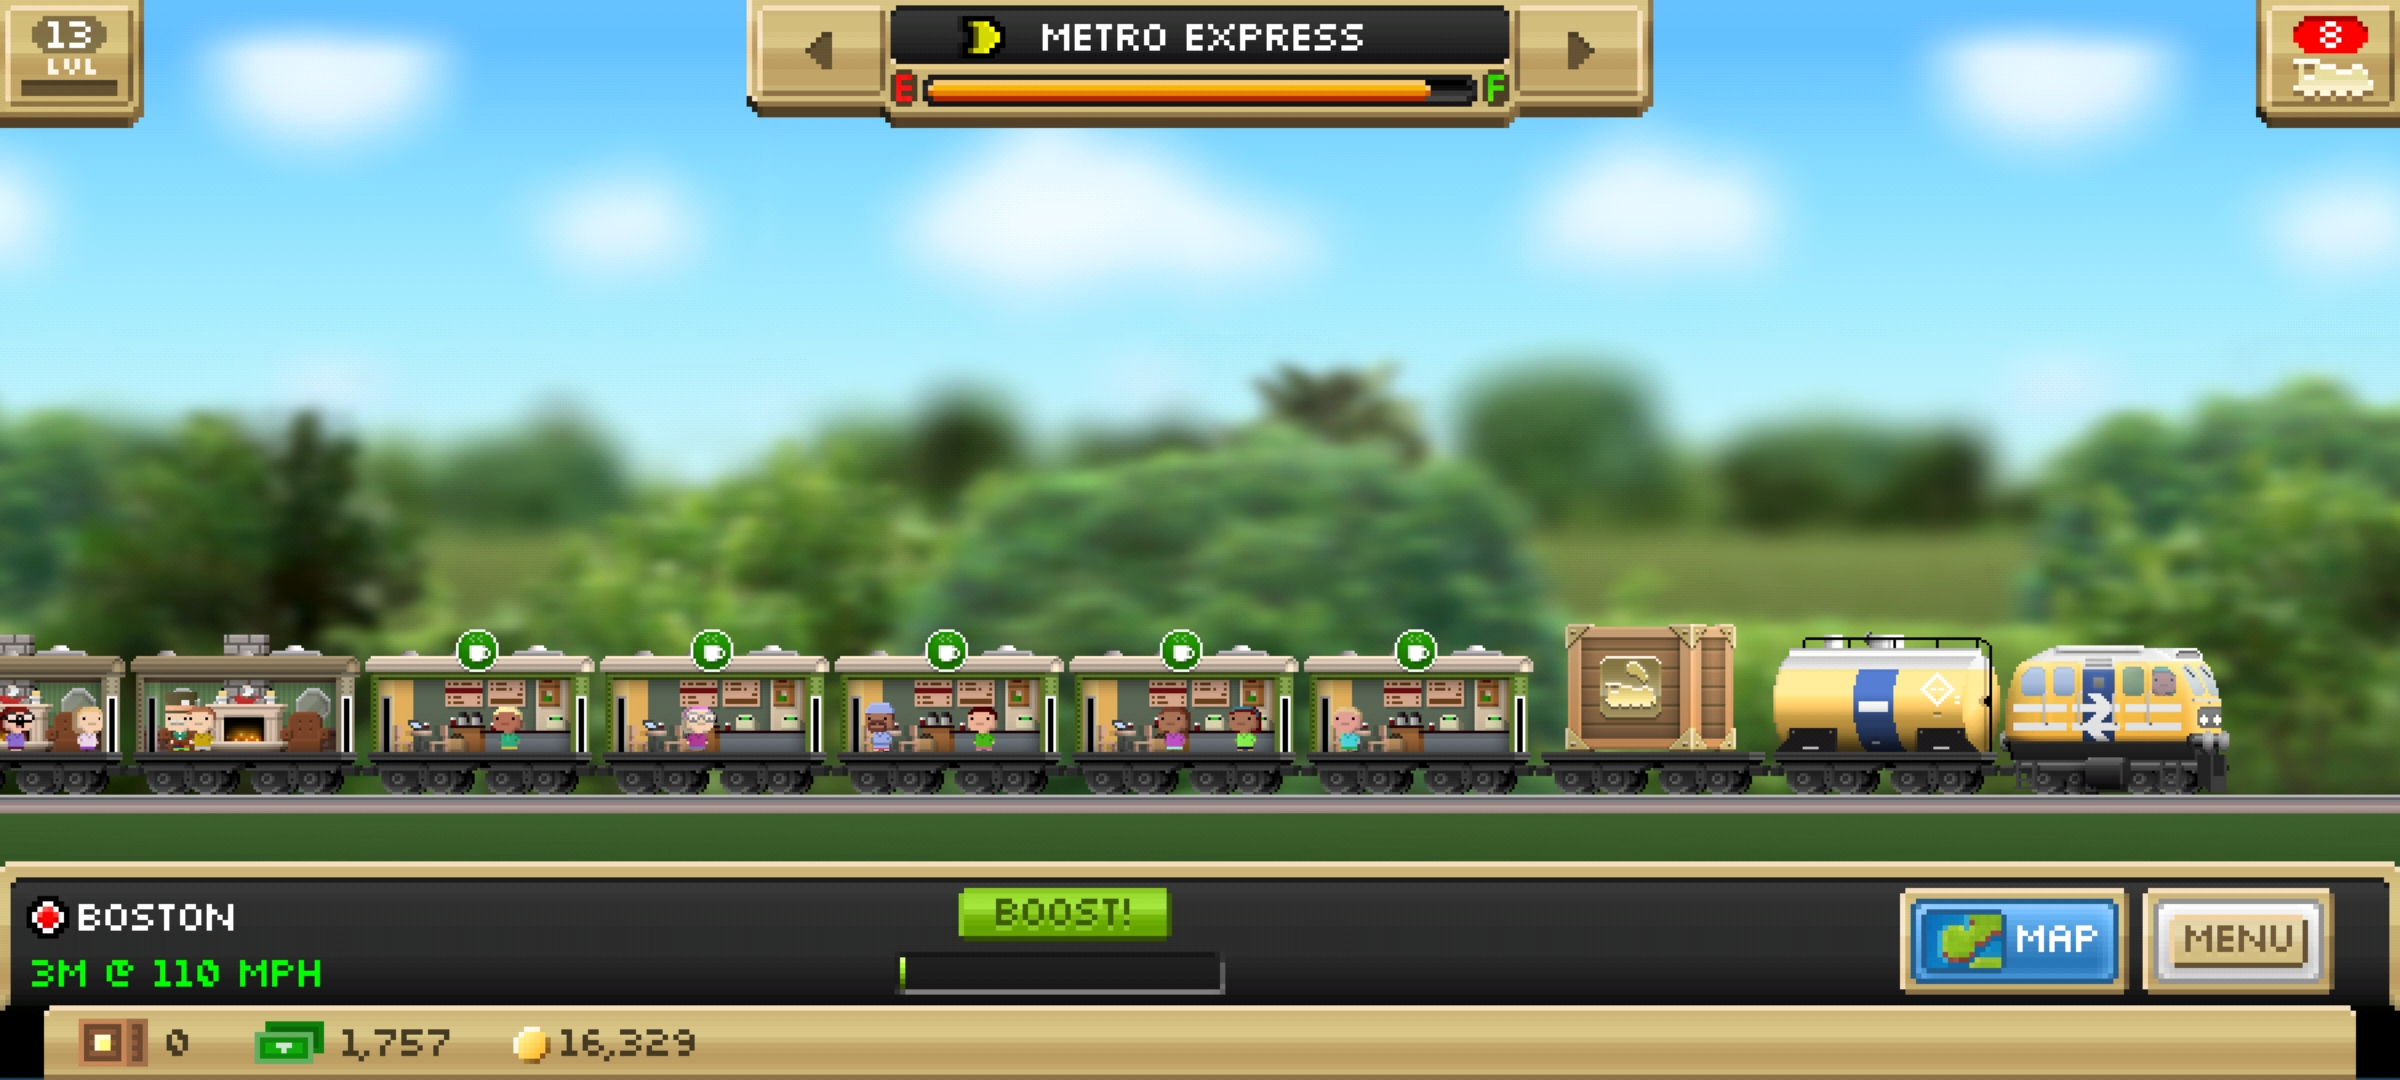 13
LVL
METRO EXPRESS
E F
8
BOSTON
3M @ 110 MPH
BOOST!
MAP
MENU
0 1,757 16,329